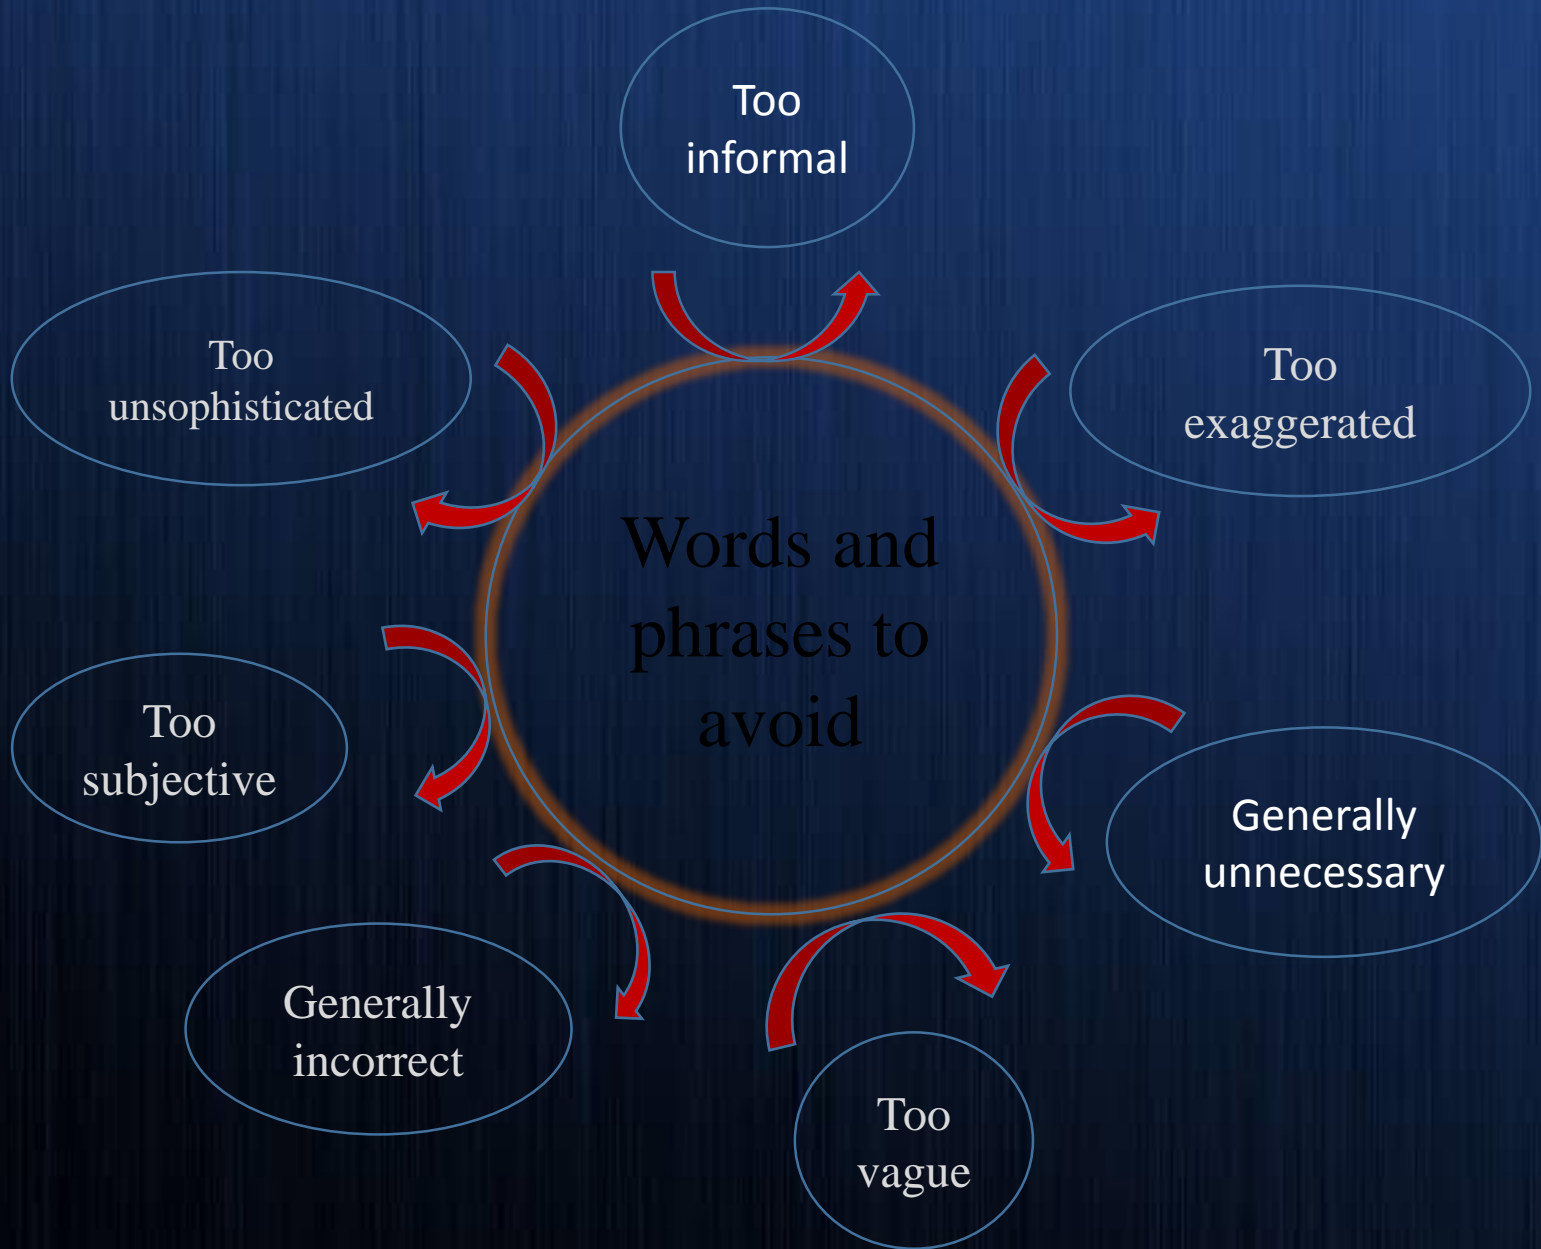 Too
informal
Too
unsophisticated
Too
exaggerated
Words and
phrases to
avoid
Too
subjective
Generally
unnecessary
Generally
incorrect
Too
vague